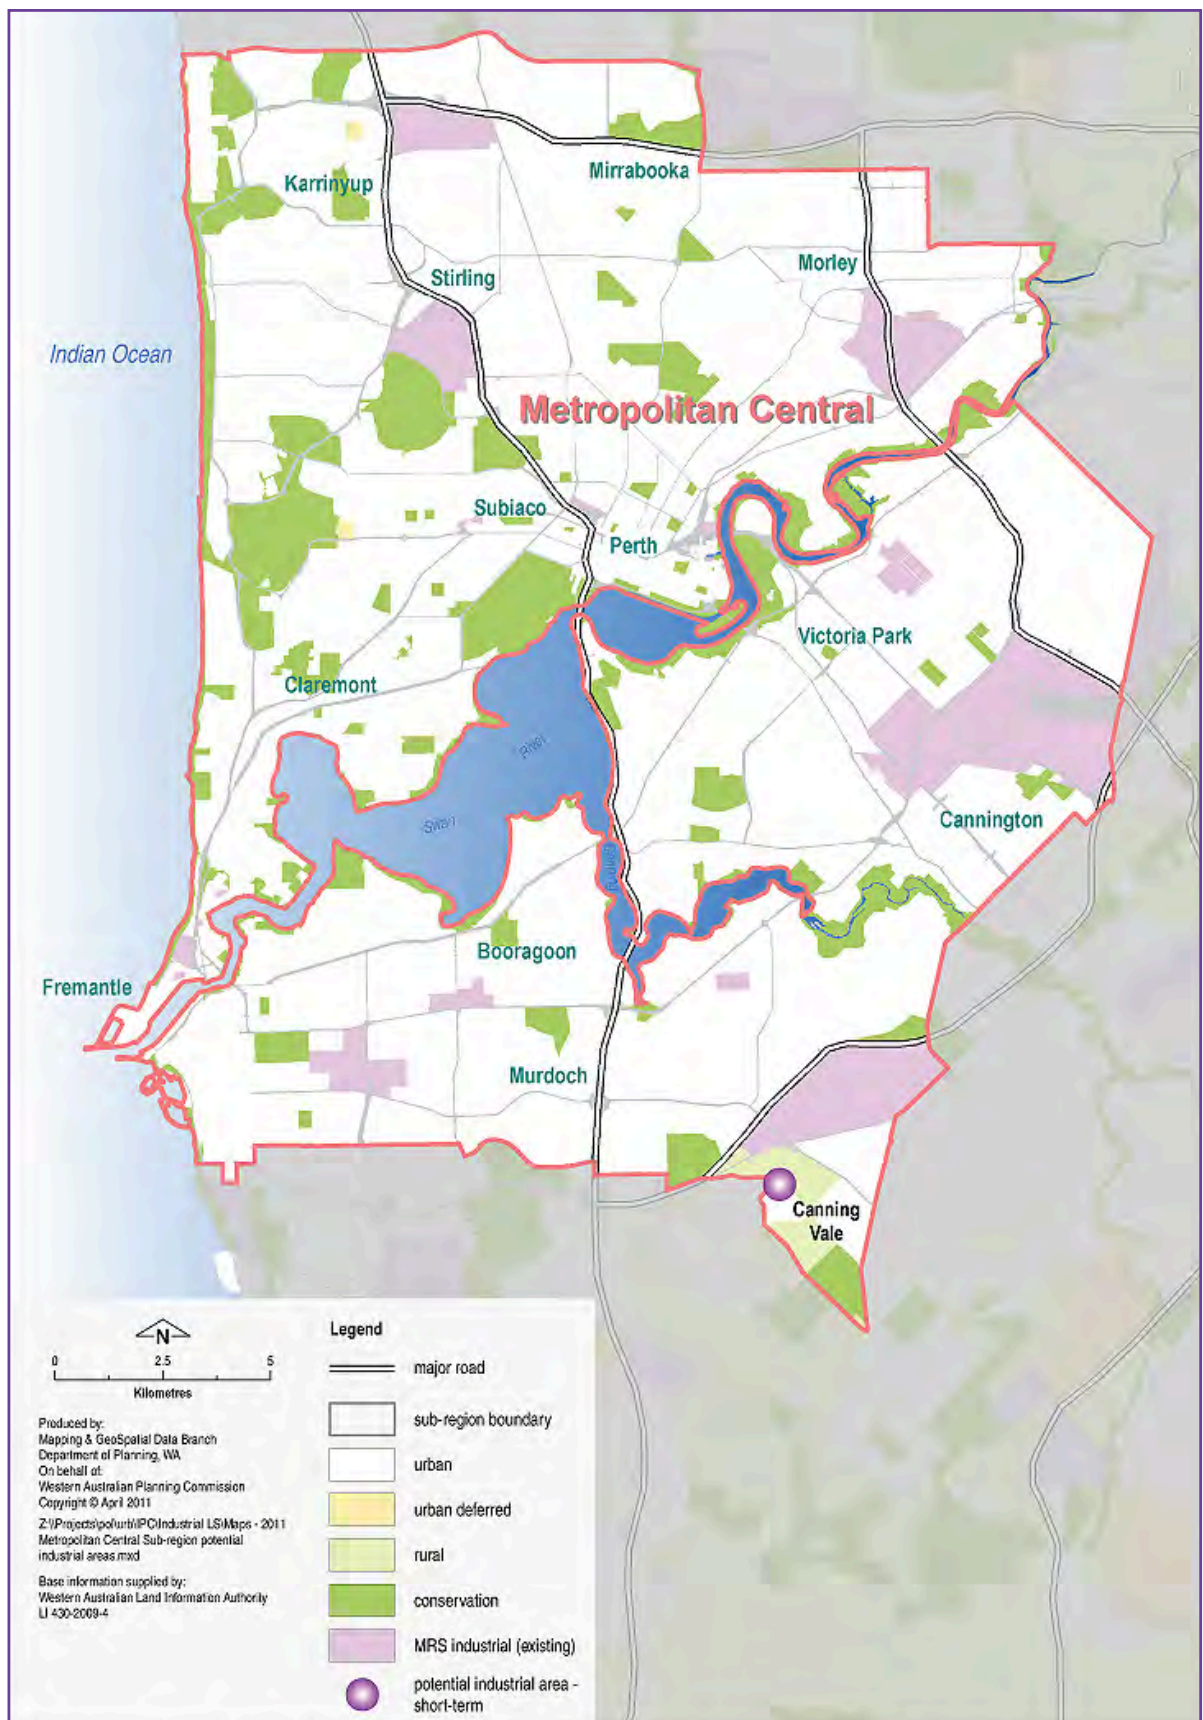 Karrinyup
Mirrabooka
Stirling
Morley
Indian Ocean
Metropolitan Central
Subiaco
Perth
Victoria Park
Claremont
River
Swan
Cannington
Booragoon
Fremantle
Murdoch
Canning
Vale
N
0 2.5 5
Kilometres
Produced by:
Mapping & GeoSpatial Data Branch
Department of Planning, WA
On behalf of:
Western Australian Planning Commission
Copyright © April 2011
Metropolitan Central Sub-region potential
industrial areas.mxd
Base information supplied by:
Western Australian Land Information Authority
LI 430-2009-4
Legend
major road
sub-region boundary
urban
urban deferred
rural
conservation
MRS industrial (existing)
potential industrial area -
short-term